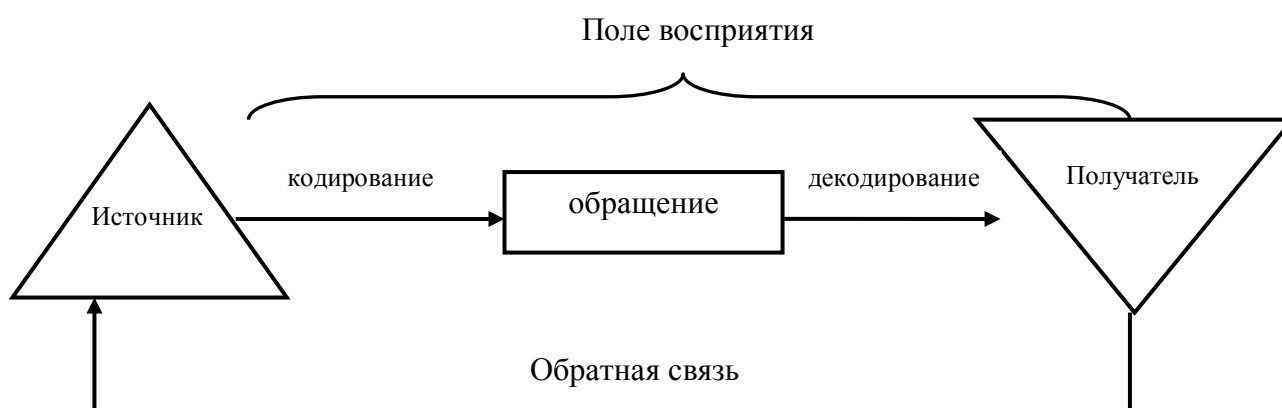 Поле восприятия
кодирование
декодирование
Получатель
Источник
обращение
Обратная связь